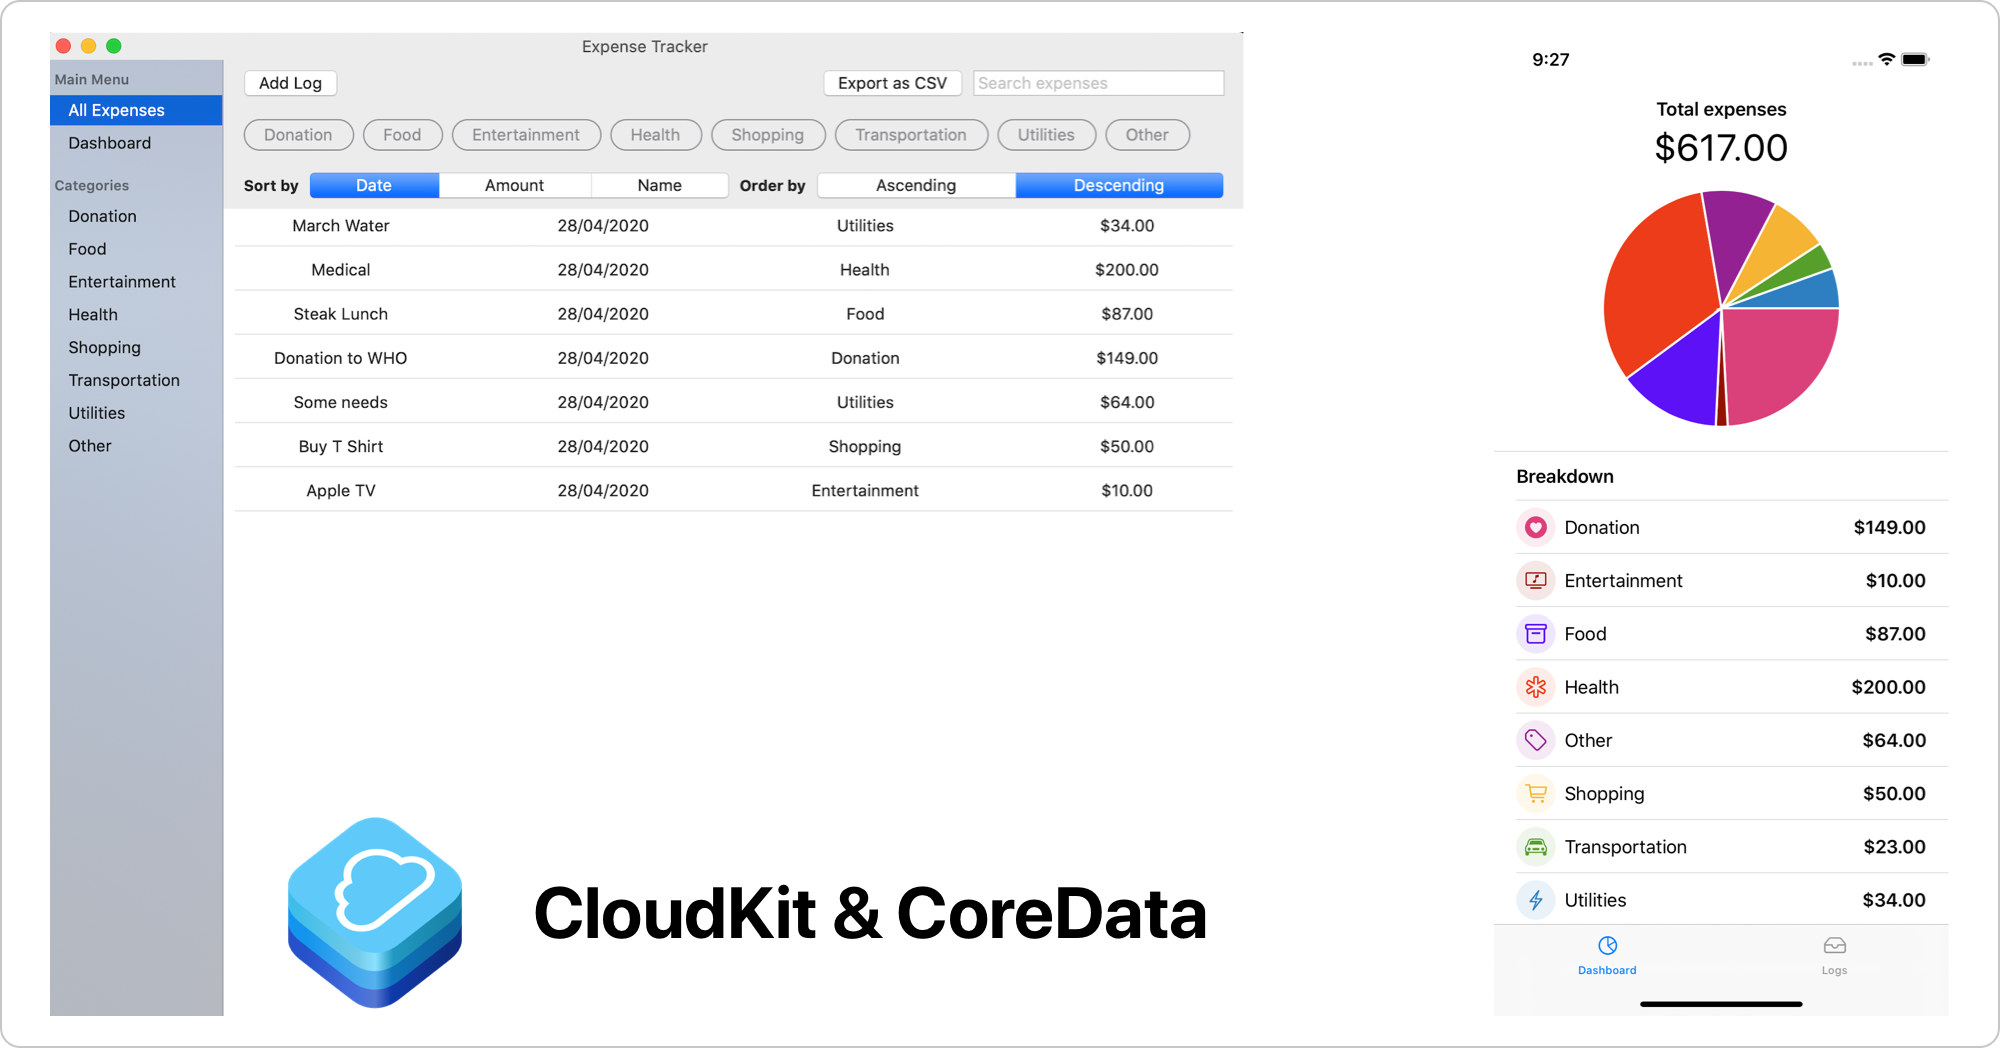 Expense Tracker
Main Menu
All Expenses
Dashboard
Categories
Donation
Food
Entertainment
Health
Shopping
Transportation
Utilities
Other
Add Log Export as CSV Search expenses
Donation Food Entertainment Health Shopping Transportation Utilities Other
Sort by Date Amount Name Order by Ascending Descending
March Water 28/04/2020 Utilities $34.00
Medical 28/04/2020 Health $200.00
Steak Lunch 28/04/2020 Food $87.00
Donation to WHO 28/04/2020 Donation $149.00
Some needs 28/04/2020 Utilities $64.00
Buy T Shirt 28/04/2020 Shopping $50.00
Apple TV 28/04/2020 Entertainment $10.00
CloudKit & CoreData
9:27
Total expenses
$617.00
Breakdown
Donation $149.00
Entertainment $10.00
Food $87.00
Health $200.00
Other $64.00
Shopping $50.00
Transportation $23.00
Utilities $34.00
Dashboard Logs